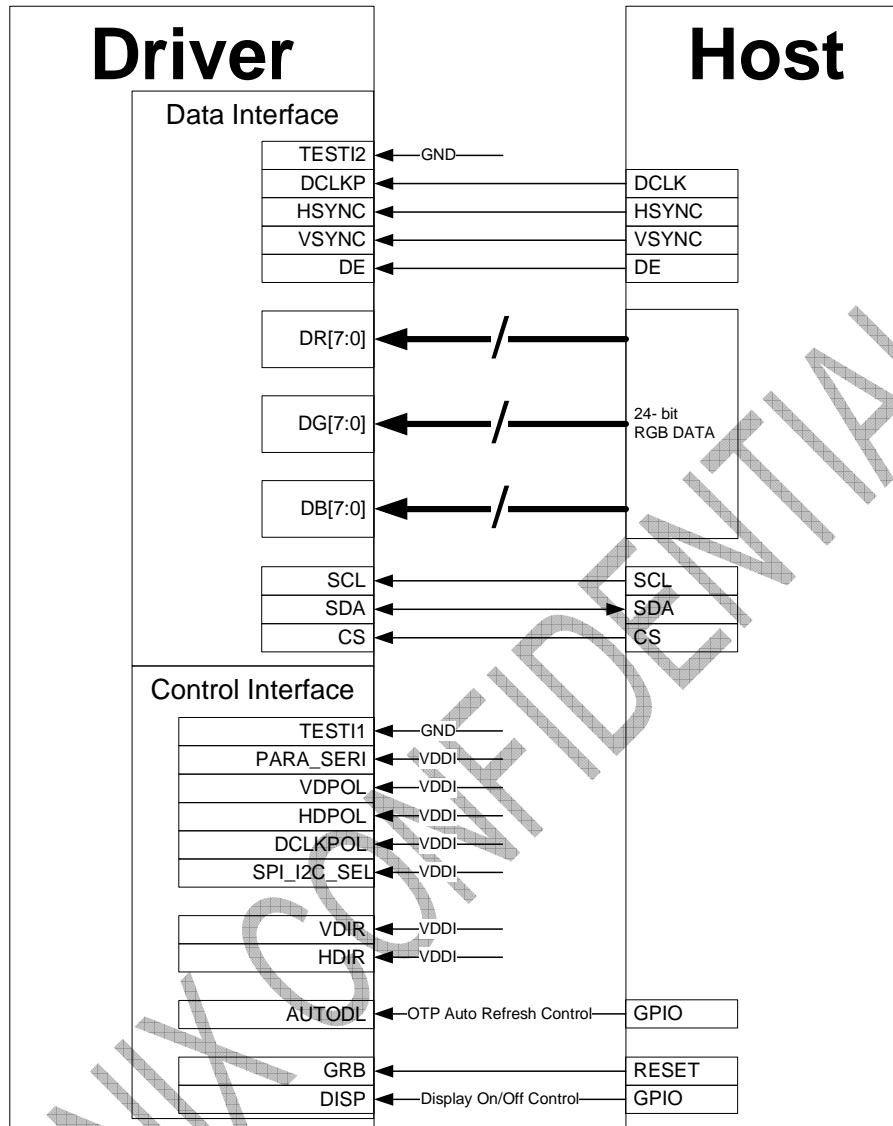 Driver
Host
Data Interface
TESTI2 GND
DCLKP DCLK
HSYNC HSYNC
VSYNC VSYNC
DE DE
DR[7:0]
DG[7:0]
24- bit
RGB DATA
DB[7:0]
SCL SCL
SDA SDA
CS CS
Control Interface
TESTI1 GND
PARA_SERI VDDI
VDPOL VDDI
HDPOL VDDI
DCLKPOL VDDI
SPI_I2C_SEL VDDI
VDIR VDDI
HDIR VDDI
AUTODL OTP Auto Refresh Control GPIO
GRB RESET
DISP Display On/Off Control GPIO
CONFIDENTIAL